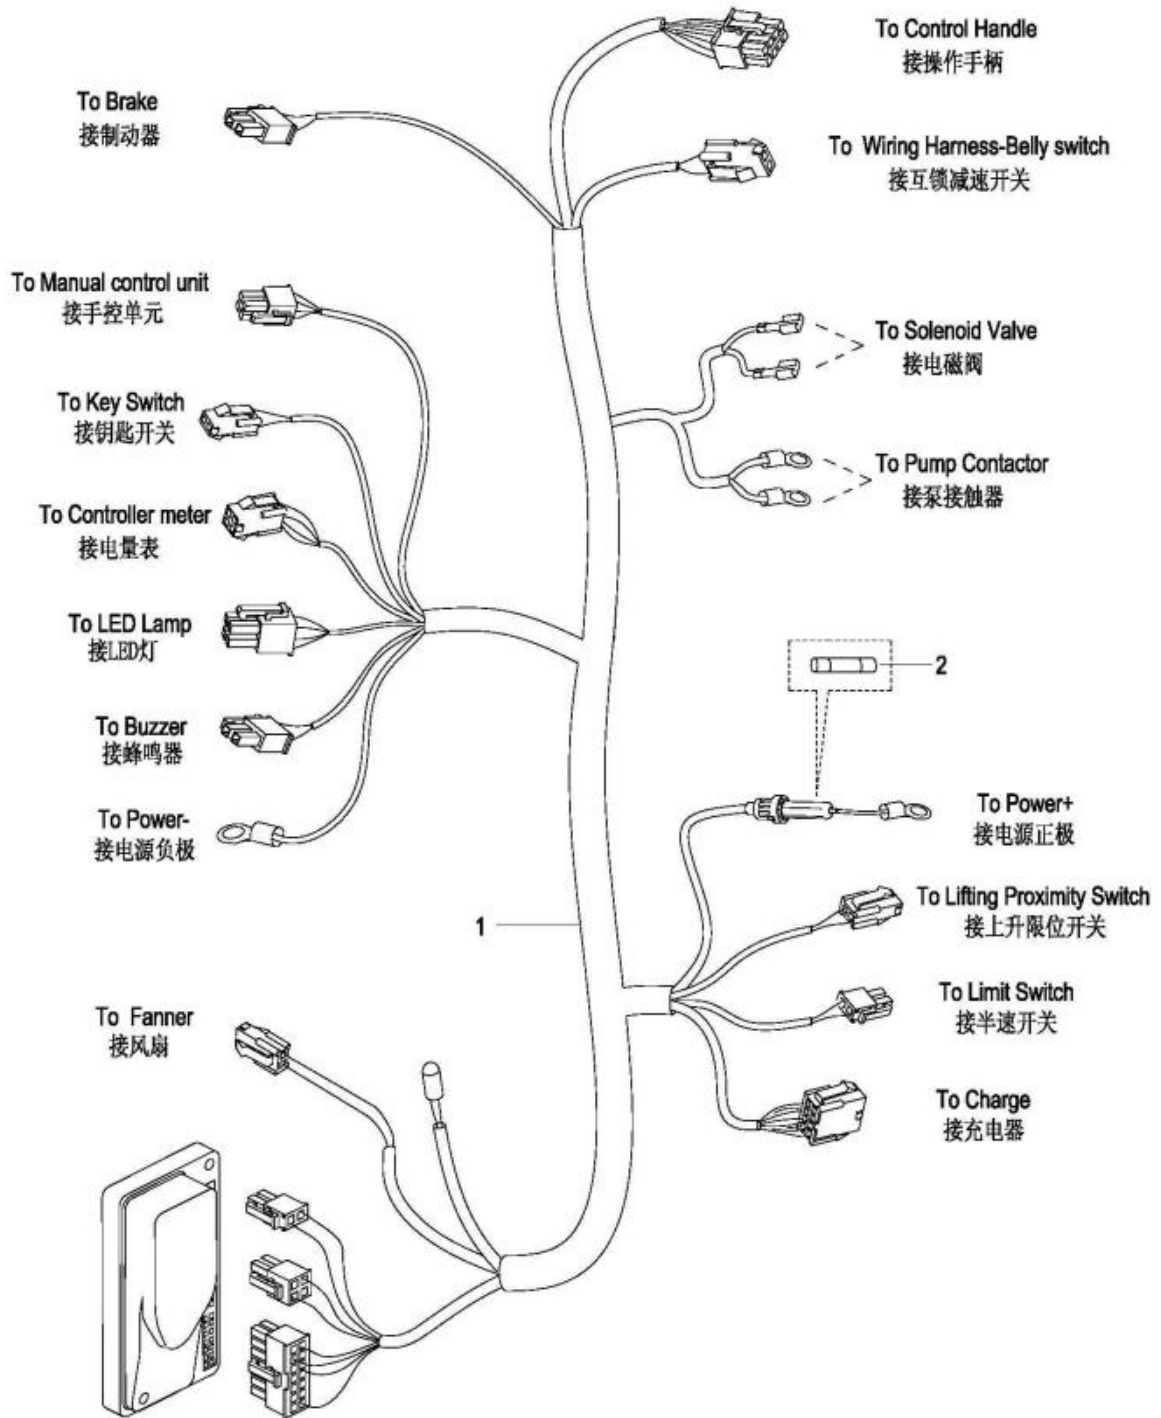 To Control Handle
接操作手柄
To Brake
接制动器
To Wiring Harness-Belly switch
接互锁减速开关
To Manual control unit
接手控单元
To Solenoid Valve
接电磁阀
To Key Switch
接钥匙开关
To Pump Contactor
接泵接触器
To Controller meter
接电量表
To LED Lamp
接LED灯
2
To Buzzer
接蜂鸣器
To Power-
接电源负极
To Power+
接电源正极
To Lifting Proximity Switch
接上升限位开关
1
To Limit Switch
接半速开关
To Fanner
接风扇
To Charge
接充电器